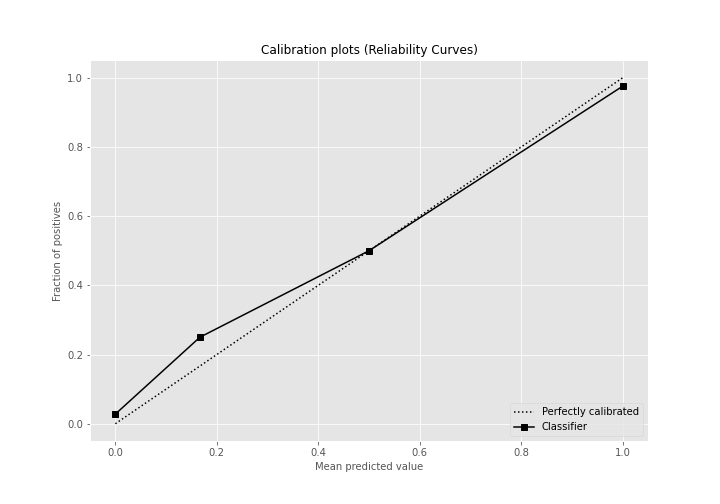 Calibration plots (Reliability Curves)
1.0
0.8
0.6
0.4
0.2
0.0
Fraction of positives
0.0 0.2 0.4 0.6 0.8 1.0
Mean predicted value
Perfectly calibrated
Classifier